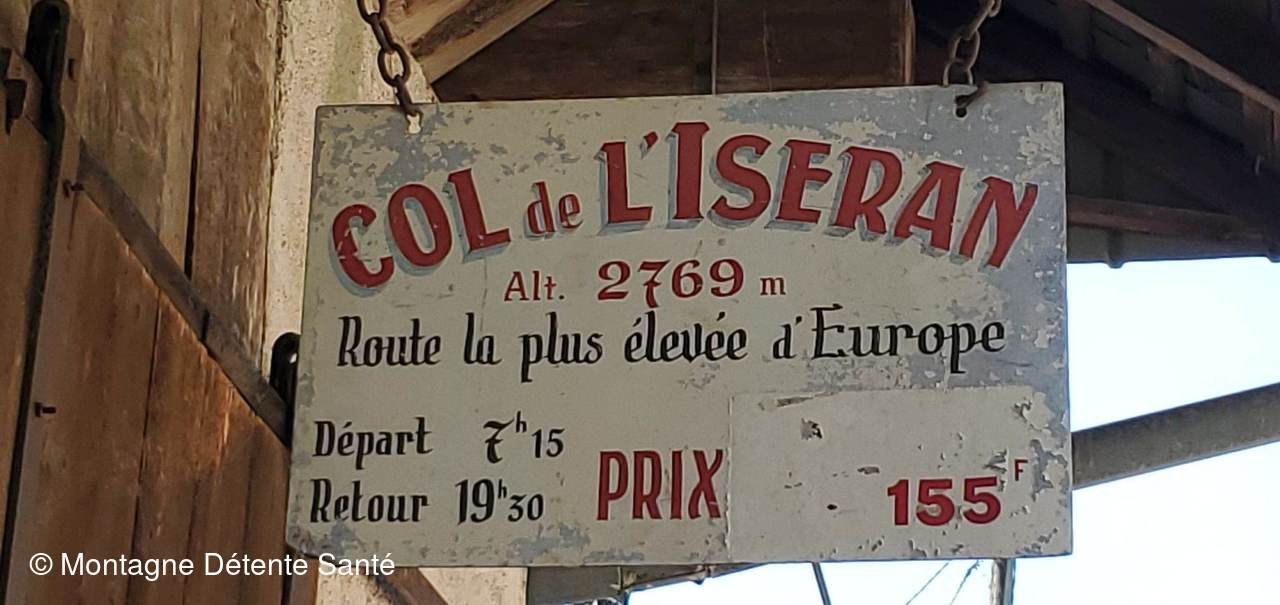 COL de L'ISERAN
Alt. 2769 m
Route la plus élevée d'Europe
Départ 7h15
Retour 19h30
PRIX 155F
© Montagne Détente Santé